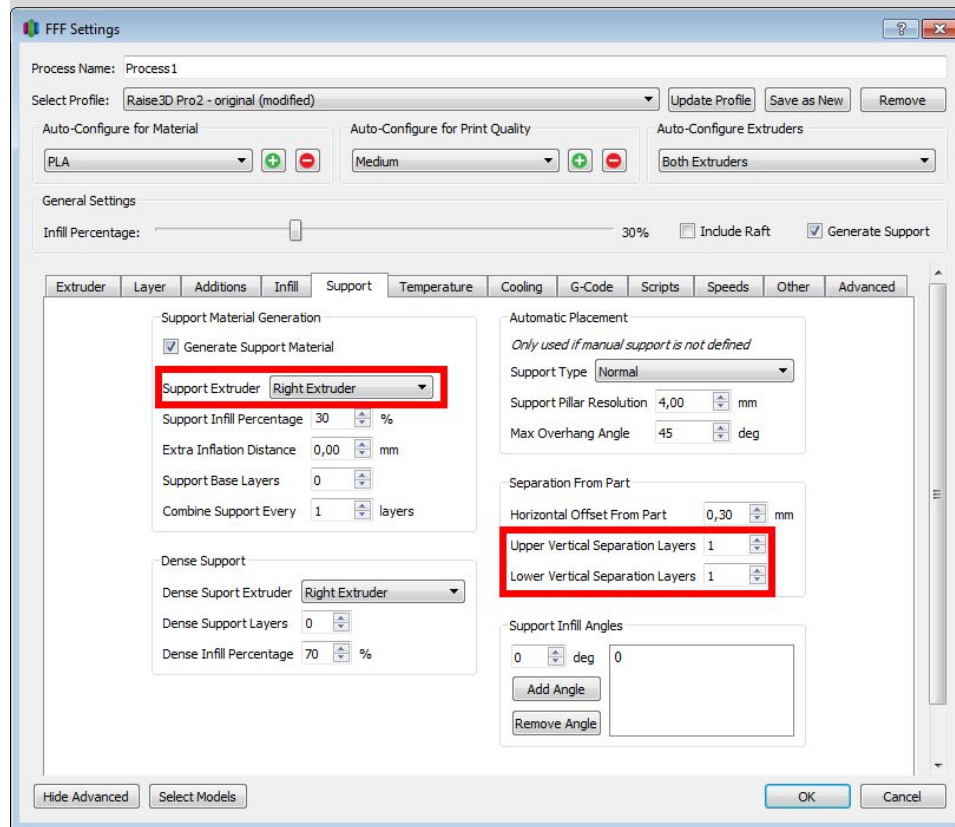 FFF Settings
Process Name: Process1
Select Profile: Raise3D Pro2 - original (modified) Update Profile Save as New Remove
Auto-Configure for Material Auto-Configure for Print Quality Auto-Configure Extruders
PLA Medium Both Extruders
General Settings
Infill Percentage: 30% Include Raft Generate Support
Extruder Layer Additions Infill Support Temperature Cooling G-Code Scripts Speeds Other Advanced
Support Material Generation
Generate Support Material
Support Extruder Right Extruder
Support Infill Percentage 30 %
Extra Inflation Distance 0,00 mm
Support Base Layers 0
Combine Support Every 1 layers
Dense Support
Dense Suport Extruder Right Extruder
Dense Support Layers 0
Dense Infill Percentage 70 %
Automatic Placement
Only used if manual support is not defined
Support Type Normal
Support Pillar Resolution 4,00 mm
Max Overhang Angle 45 deg
Separation From Part
Horizontal Offset From Part 0,30 mm
Upper Vertical Separation Layers 1
Lower Vertical Separation Layers 1
Support Infill Angles
0 deg 0
Add Angle
Remove Angle
Hide Advanced Select Models OK Cancel